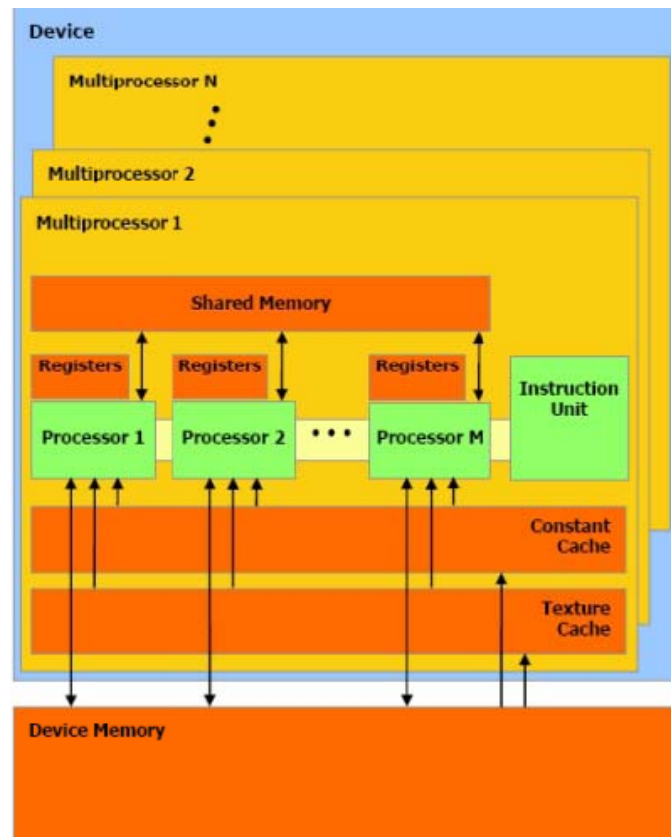 Device
Multiprocessor N
Multiprocessor 2
Multiprocessor 1
Shared Memory
Registers
Registers
Registers
Instruction
Unit
Processor 1
Processor 2
Processor M
Constant
Cache
Texture
Cache
Device Memory